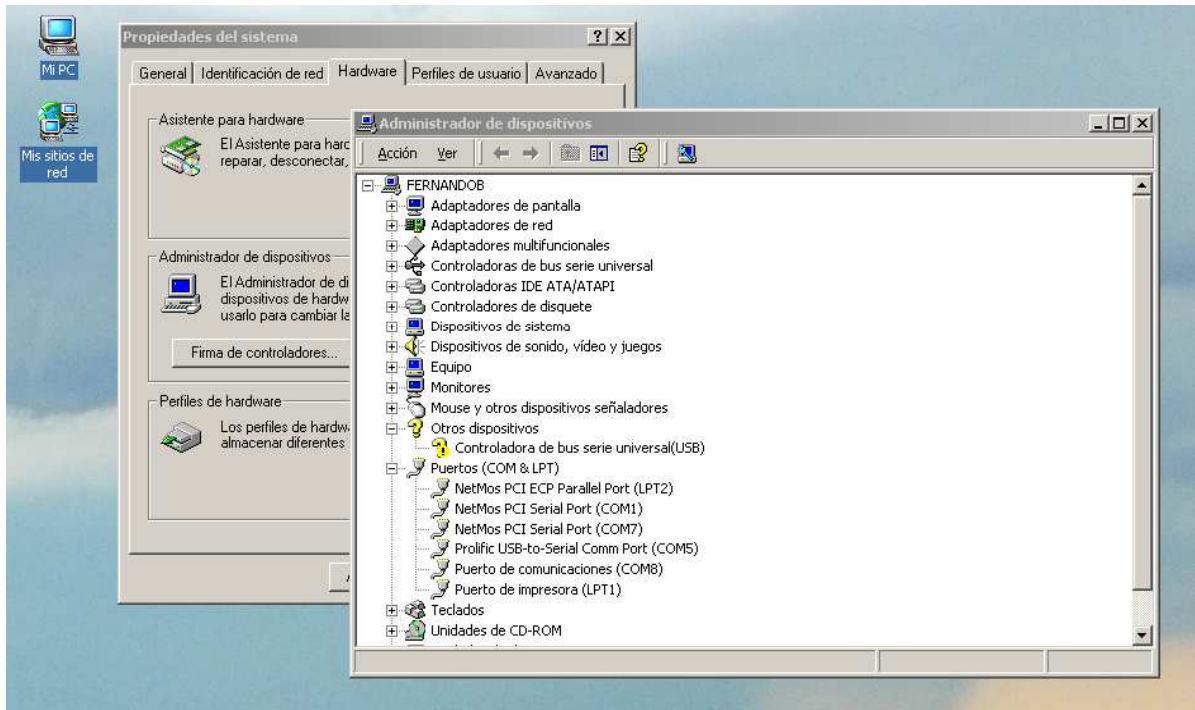 Mi PC
Mis sitios de
red
Propiedades del sistema
General
Identificación de red
Hardware
Perfiles de usuario
Avanzado
Asistente para hardware
El Asistente para
reparar, desconectar,
Administrador de dispositivos
El Administrador de
dispositivos de
usarlo para cambiar
Firma de controladores...
Perfiles de hardware
Los perfiles de
almacenar diferentes
Administrador de dispositivos
Acción Ver
FERNANDOB
Adaptadores de pantalla
Adaptadores de red
Adaptadores multifuncionales
Controladoras de bus serie universal
Controladoras IDE ATA/ATAPI
Controladores de disquete
Dispositivos de sistema
Dispositivos de sonido, vídeo y juegos
Equipo
Monitores
Mouse y otros dispositivos señaladores
Otros dispositivos
Controladora de bus serie universal(USB)
Puertos (COM & LPT)
NetMos PCI ECP Parallel Port (LPT2)
NetMos PCI Serial Port (COM1)
NetMos PCI Serial Port (COM7)
Prolific USB-to-Serial Comm Port (COM5)
Puerto de comunicaciones (COM8)
Puerto de impresora (LPT1)
Teclados
Unidades de CD-ROM